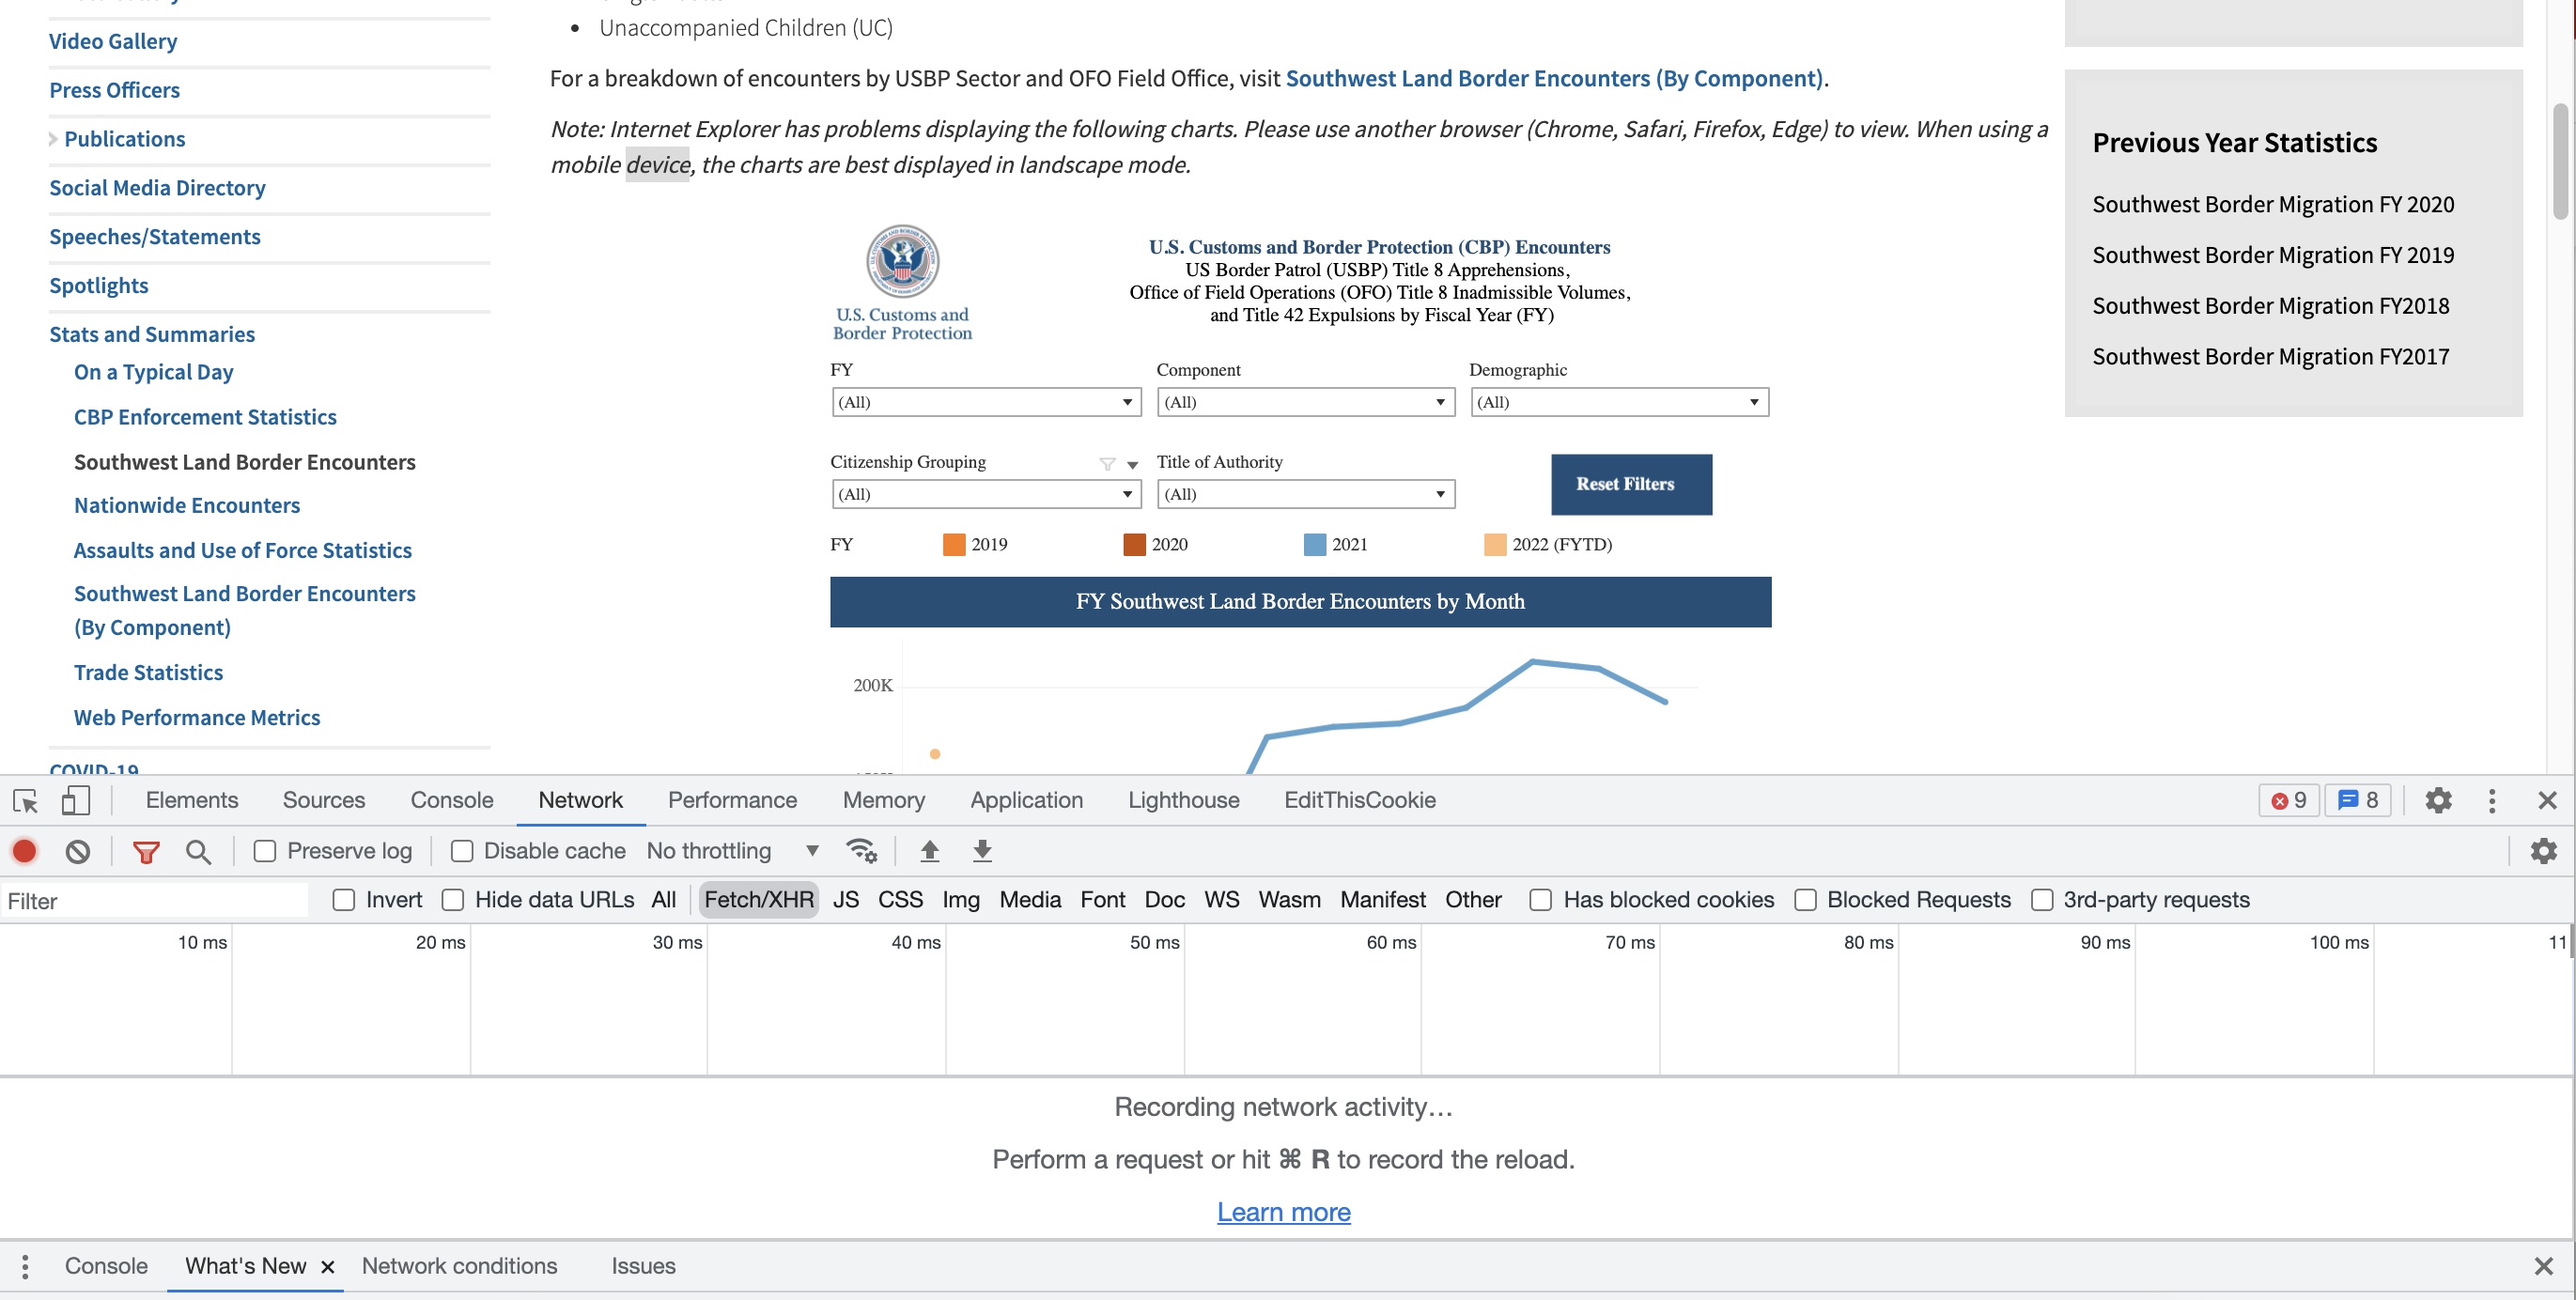 Video Gallery
Press Officers
Publications
Social Media Directory
Speeches/Statements
Spotlights
Stats and Summaries
On a Typical Day
CBP Enforcement Statistics
Southwest Land Border Encounters
Nationwide Encounters
Assaults and Use of Force Statistics
Southwest Land Border Encounters
(By Component)
Trade Statistics
Web Performance Metrics
COVID-19
Unaccompanied Children (UC)
For a breakdown of encounters by USBP Sector and OFO Field Office, visit Southwest Land Border Encounters (By Component).
Note: Internet Explorer has problems displaying the following charts. Please use another browser (Chrome, Safari, Firefox, Edge) to view. When using a
mobile device, the charts are best displayed in landscape mode.
U.S. Customs and
Border Protection
U.S. Customs and Border Protection (CBP) Encounters
US Border Patrol (USBP) Title 8 Apprehensions,
Office of Field Operations (OFO) Title 8 Inadmissible Volumes,
and Title 42 Expulsions by Fiscal Year (FY)
FY Component Demographic
(All) (All) (All)
Citizenship Grouping Title of Authority
(All) (All) Reset Filters
FY 2019 2020 2021 2022 (FYTD)
FY Southwest Land Border Encounters by Month
200K
Previous Year Statistics
Southwest Border Migration FY 2020
Southwest Border Migration FY 2019
Southwest Border Migration FY2018
Southwest Border Migration FY2017
Elements Sources Console Network Performance Memory Application Lighthouse EditThisCookie 9 8
Preserve log Disable cache No throttling
Filter Invert Hide data URLs All Fetch/XHR JS CSS Img Media Font Doc WS Wasm Manifest Other Has blocked cookies Blocked Requests 3rd-party requests
10 ms 20 ms 30 ms 40 ms 50 ms 60 ms 70 ms 80 ms 90 ms 100 ms 11
Recording network activity…
Perform a request or hit ⌘ R to record the reload.
Learn more
Console What's New × Network conditions Issues